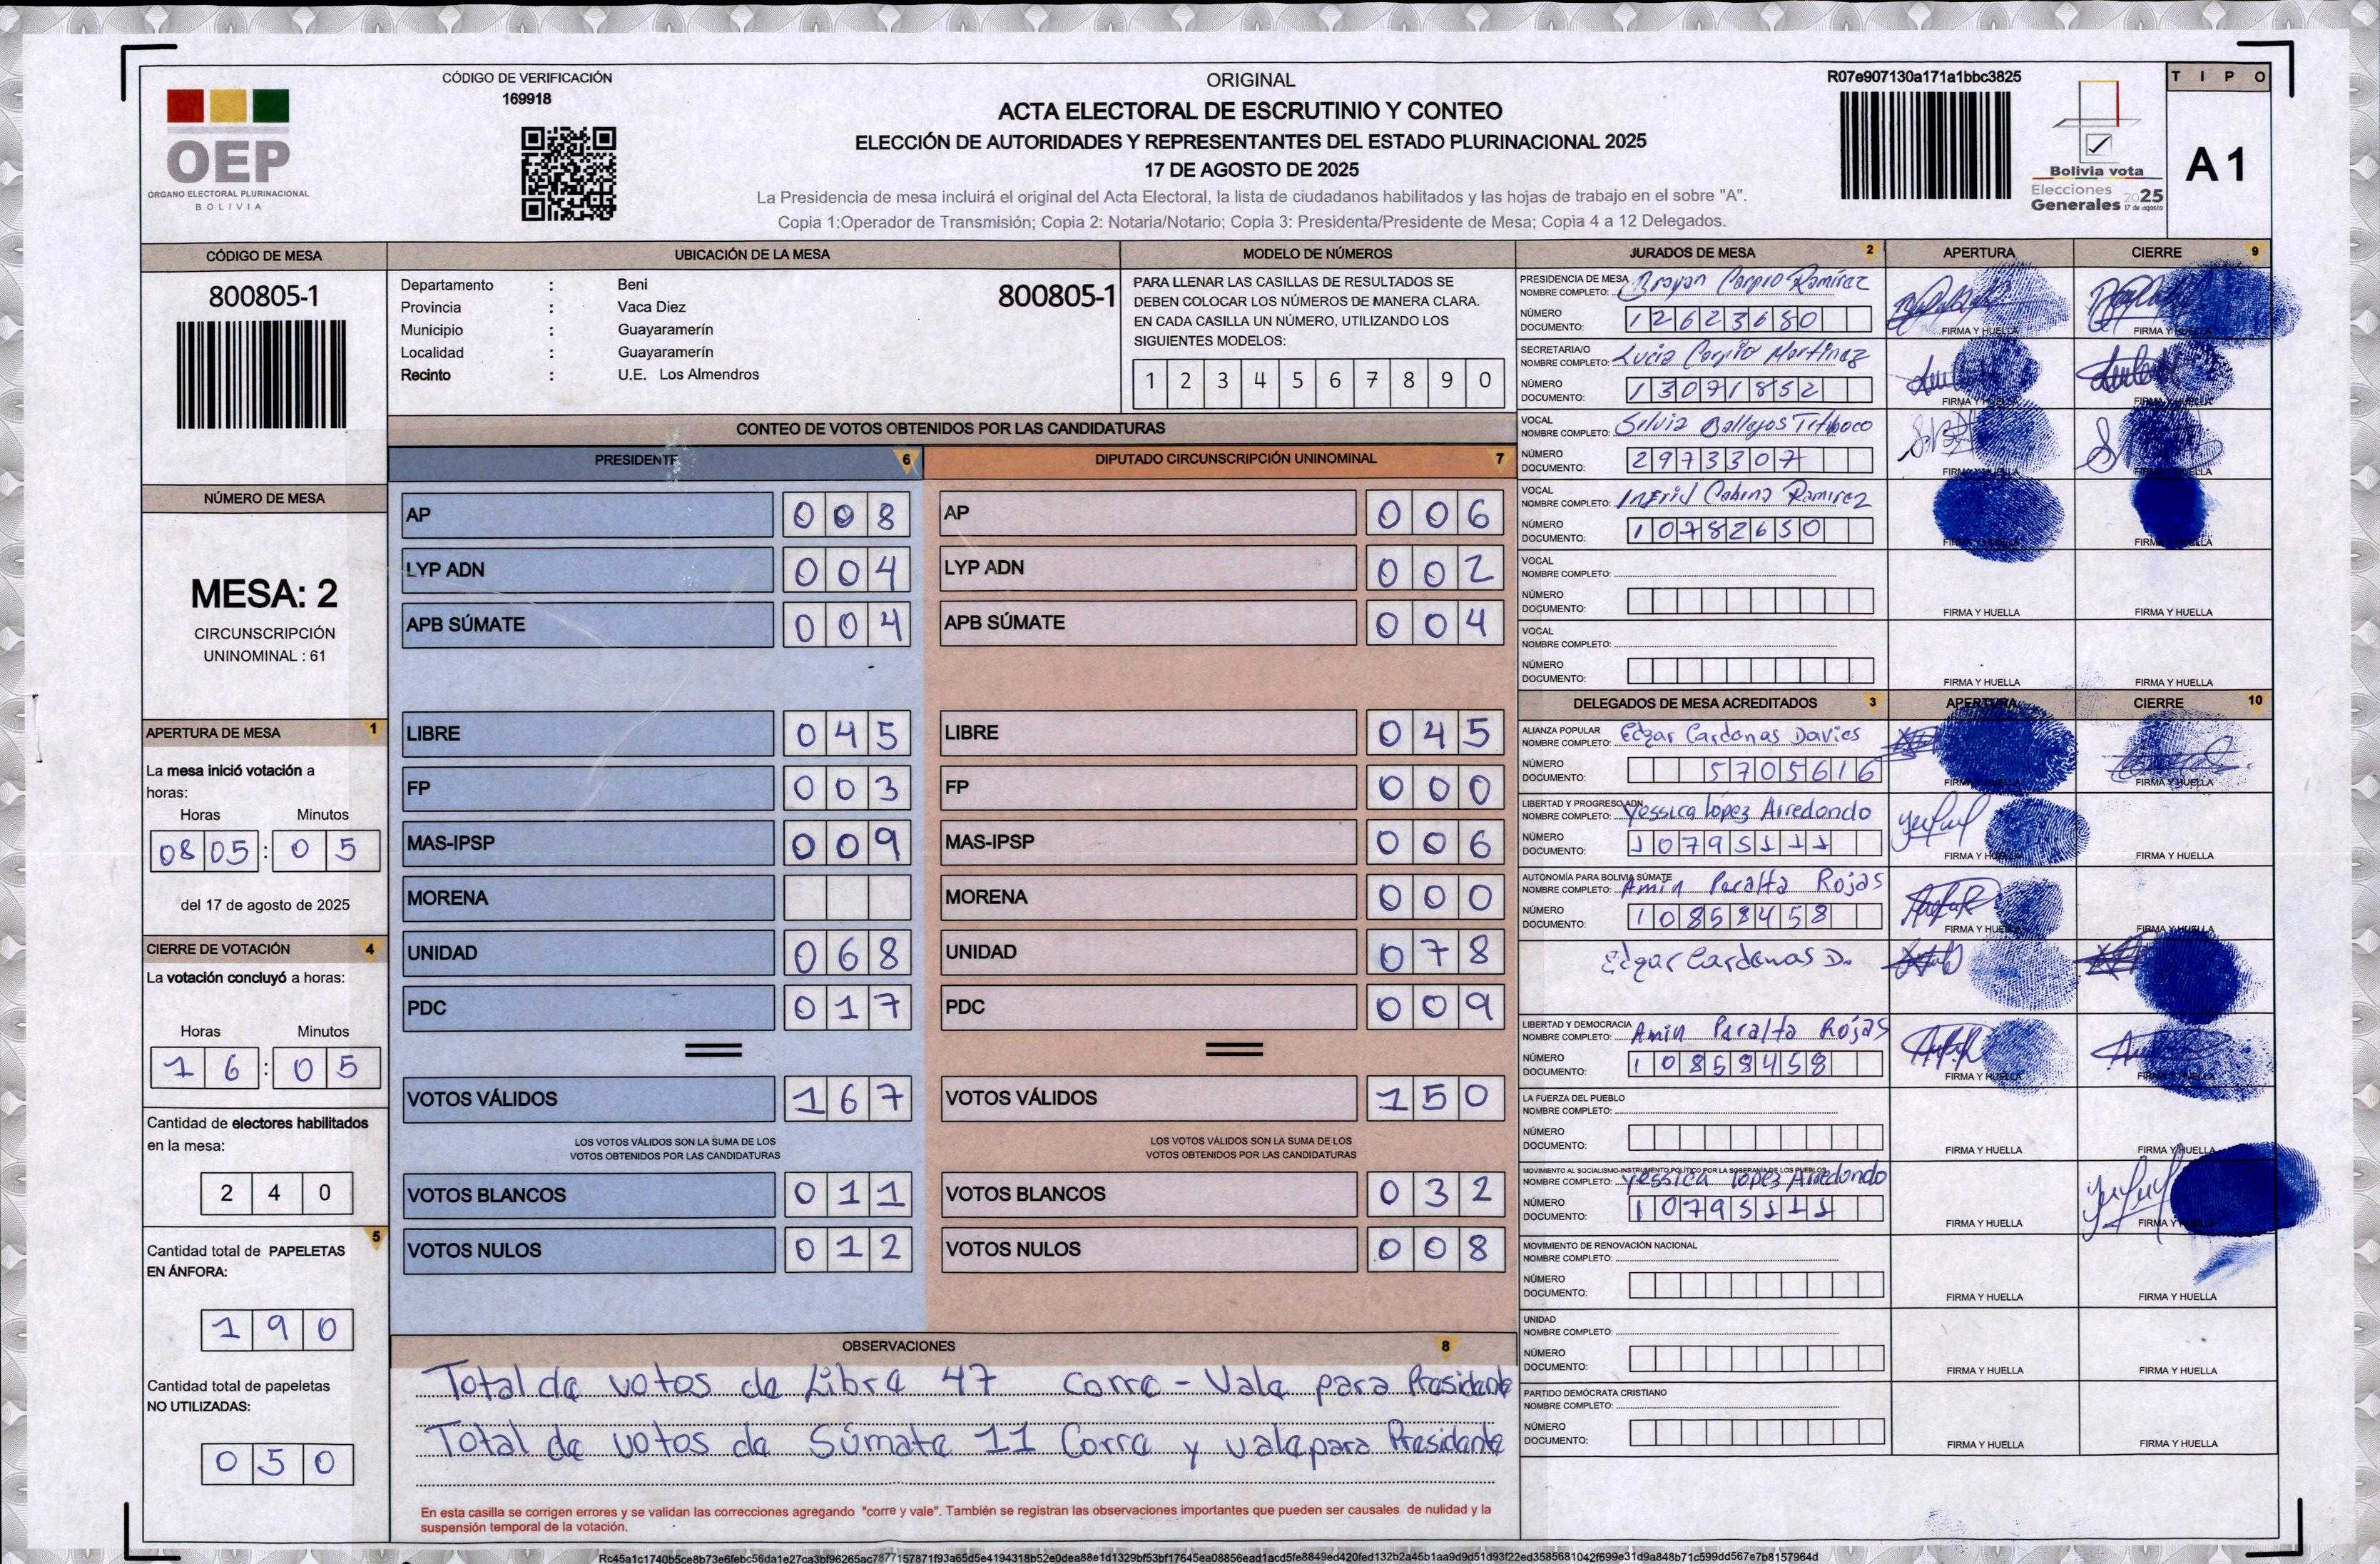 CÓDIGO DE VERIFICACIÓN
169918
OEP
ÓRGANO ELECTORAL PLURINACIONAL
BOLIVIA
ORIGINAL
ACTA ELECTORAL DE ESCRUTINIO Y CONTEO
ELECCIÓN DE AUTORIDADES Y REPRESENTANTES DEL ESTADO PLURINACIONAL 2025
17 DE AGOSTO DE 2025
La Presidencia de mesa incluirá el original del Acta Electoral, la lista de ciudadanos habilitados y las hojas de trabajo en el sobre "A".
Copia 1:Operador de Transmisión; Copia 2: Notaria/Notario; Copia 3: Presidenta/Presidente de Mesa; Copia 4 a 12 Delegados.
R07e907130a171a1bbc3825
Bolivia vota
Elecciones
Generales 2025
17 de agosto
TIPO
A 1
CÓDIGO DE MESA
800805-1
NÚMERO DE MESA
MESA: 2
CIRCUNSCRIPCIÓN
UNINOMINAL : 61
APERTURA DE MESA 1
La mesa inició votación a
horas:
Horas Minutos
08 05 : 0 5
del 17 de agosto de 2025
CIERRE DE VOTACIÓN 4
La votación concluyó a horas:
Horas Minutos
1 6 : 0 5
Cantidad de electores habilitados
en la mesa:
2 4 0
5
Cantidad total de PAPELETAS
EN ÁNFORA:
1 9 0
Cantidad total de papeletas
NO UTILIZADAS:
0 5 0
UBICACIÓN DE LA MESA
Departamento : Beni
800805-1
Provincia : Vaca Diez
Municipio : Guayaramerín
Localidad : Guayaramerín
Recinto : U.E. Los Almendros
MODELO DE NÚMEROS
PARA LLENAR LAS CASILLAS DE RESULTADOS SE
DEBEN COLOCAR LOS NÚMEROS DE MANERA CLARA.
EN CADA CASILLA UN NÚMERO, UTILIZANDO LOS
SIGUIENTES MODELOS:
1 2 3 4 5 6 7 8 9 0
CONTEO DE VOTOS OBTENIDOS POR LAS CANDIDATURAS
PRESIDENTE 6
AP 0 0 8
LYP ADN 0 0 4
APB SÚMATE 0 0 4
LIBRE 0 4 5
FP 0 0 3
MAS-IPSP 0 0 9
MORENA
UNIDAD 0 6 8
PDC 0 1 7
VOTOS VÁLIDOS 1 6 7
LOS VOTOS VÁLIDOS SON LA SUMA DE LOS
VOTOS OBTENIDOS POR LAS CANDIDATURAS
VOTOS BLANCOS 0 1 1
VOTOS NULOS 0 1 2
DIPUTADO CIRCUNSCRIPCIÓN UNINOMINAL 7
AP 0 0 6
LYP ADN 0 0 2
APB SÚMATE 0 0 4
LIBRE 0 4 5
FP 0 0 0
MAS-IPSP 0 0 6
MORENA 0 0 0
UNIDAD 0 7 8
PDC 0 0 9
VOTOS VÁLIDOS 1 5 0
LOS VOTOS VÁLIDOS SON LA SUMA DE LOS
VOTOS OBTENIDOS POR LAS CANDIDATURAS
VOTOS BLANCOS 0 3 2
VOTOS NULOS 0 0 8
OBSERVACIONES 8
Total de votos de Libre 47 Corre - Vale para Presidente
Total de votos de Súmate 11 Corre y vale para Presidente
En esta casilla se corrigen errores y se validan las correcciones agregando "corre y vale". También se registran las observaciones importantes que pueden ser causales de nulidad y la
suspensión temporal de la votación.
JURADOS DE MESA 2 APERTURA CIERRE 9
PRESIDENCIA DE MESA
NOMBRE COMPLETO: Brayan Ramírez
NÚMERO
DOCUMENTO: 12623680
FIRMA Y HUELLA FIRMA Y HUELLA
SECRETARIA/O
NOMBRE COMPLETO: Lucia Carpio Martinez
NÚMERO
DOCUMENTO: 13071852
FIRMA Y HUELLA FIRMA Y HUELLA
VOCAL
NOMBRE COMPLETO: Silvia
NÚMERO
DOCUMENTO: 2973307
FIRMA Y HUELLA FIRMA Y HUELLA
VOCAL
NOMBRE COMPLETO: Ingrid Ramirez
NÚMERO
DOCUMENTO: 10782650
FIRMA Y HUELLA FIRMA Y HUELLA
VOCAL
NOMBRE COMPLETO:
NÚMERO
DOCUMENTO:
FIRMA Y HUELLA FIRMA Y HUELLA
VOCAL
NOMBRE COMPLETO:
NÚMERO
DOCUMENTO:
FIRMA Y HUELLA FIRMA Y HUELLA
DELEGADOS DE MESA ACREDITADOS 3 APERTURA CIERRE 10
ALIANZA POPULAR
NOMBRE COMPLETO: Edgar Cardenas Davies
NÚMERO
DOCUMENTO: 5705616
FIRMA Y HUELLA FIRMA Y HUELLA
LIBERTAD Y PROGRESO ADN
NOMBRE COMPLETO: Yessica lopez Arredondo
NÚMERO
DOCUMENTO: 10795111
FIRMA Y HUELLA FIRMA Y HUELLA
AUTONOMÍA PARA BOLIVIA SÚMATE
NOMBRE COMPLETO: Amin Peralta Rojas
NÚMERO
DOCUMENTO: 10858458
FIRMA Y HUELLA FIRMA Y HUELLA
Edgar Cardenas D.
LIBERTAD Y DEMOCRACIA
NOMBRE COMPLETO: Amin Peralta Rojas
NÚMERO
DOCUMENTO: 10858458
FIRMA Y HUELLA FIRMA Y HUELLA
LA FUERZA DEL PUEBLO
NOMBRE COMPLETO:
NÚMERO
DOCUMENTO:
FIRMA Y HUELLA FIRMA Y HUELLA
MOVIMIENTO AL SOCIALISMO-INSTRUMENTO POLÍTICO POR LA SOBERANÍA DE LOS PUEBLOS
NOMBRE COMPLETO: Yessica lopez Arredondo
NÚMERO
DOCUMENTO: 10795111
FIRMA Y HUELLA FIRMA Y HUELLA
MOVIMIENTO DE RENOVACIÓN NACIONAL
NOMBRE COMPLETO:
NÚMERO
DOCUMENTO:
FIRMA Y HUELLA FIRMA Y HUELLA
UNIDAD
NOMBRE COMPLETO:
NÚMERO
DOCUMENTO:
FIRMA Y HUELLA FIRMA Y HUELLA
PARTIDO DEMÓCRATA CRISTIANO
NOMBRE COMPLETO:
NÚMERO
DOCUMENTO:
FIRMA Y HUELLA FIRMA Y HUELLA